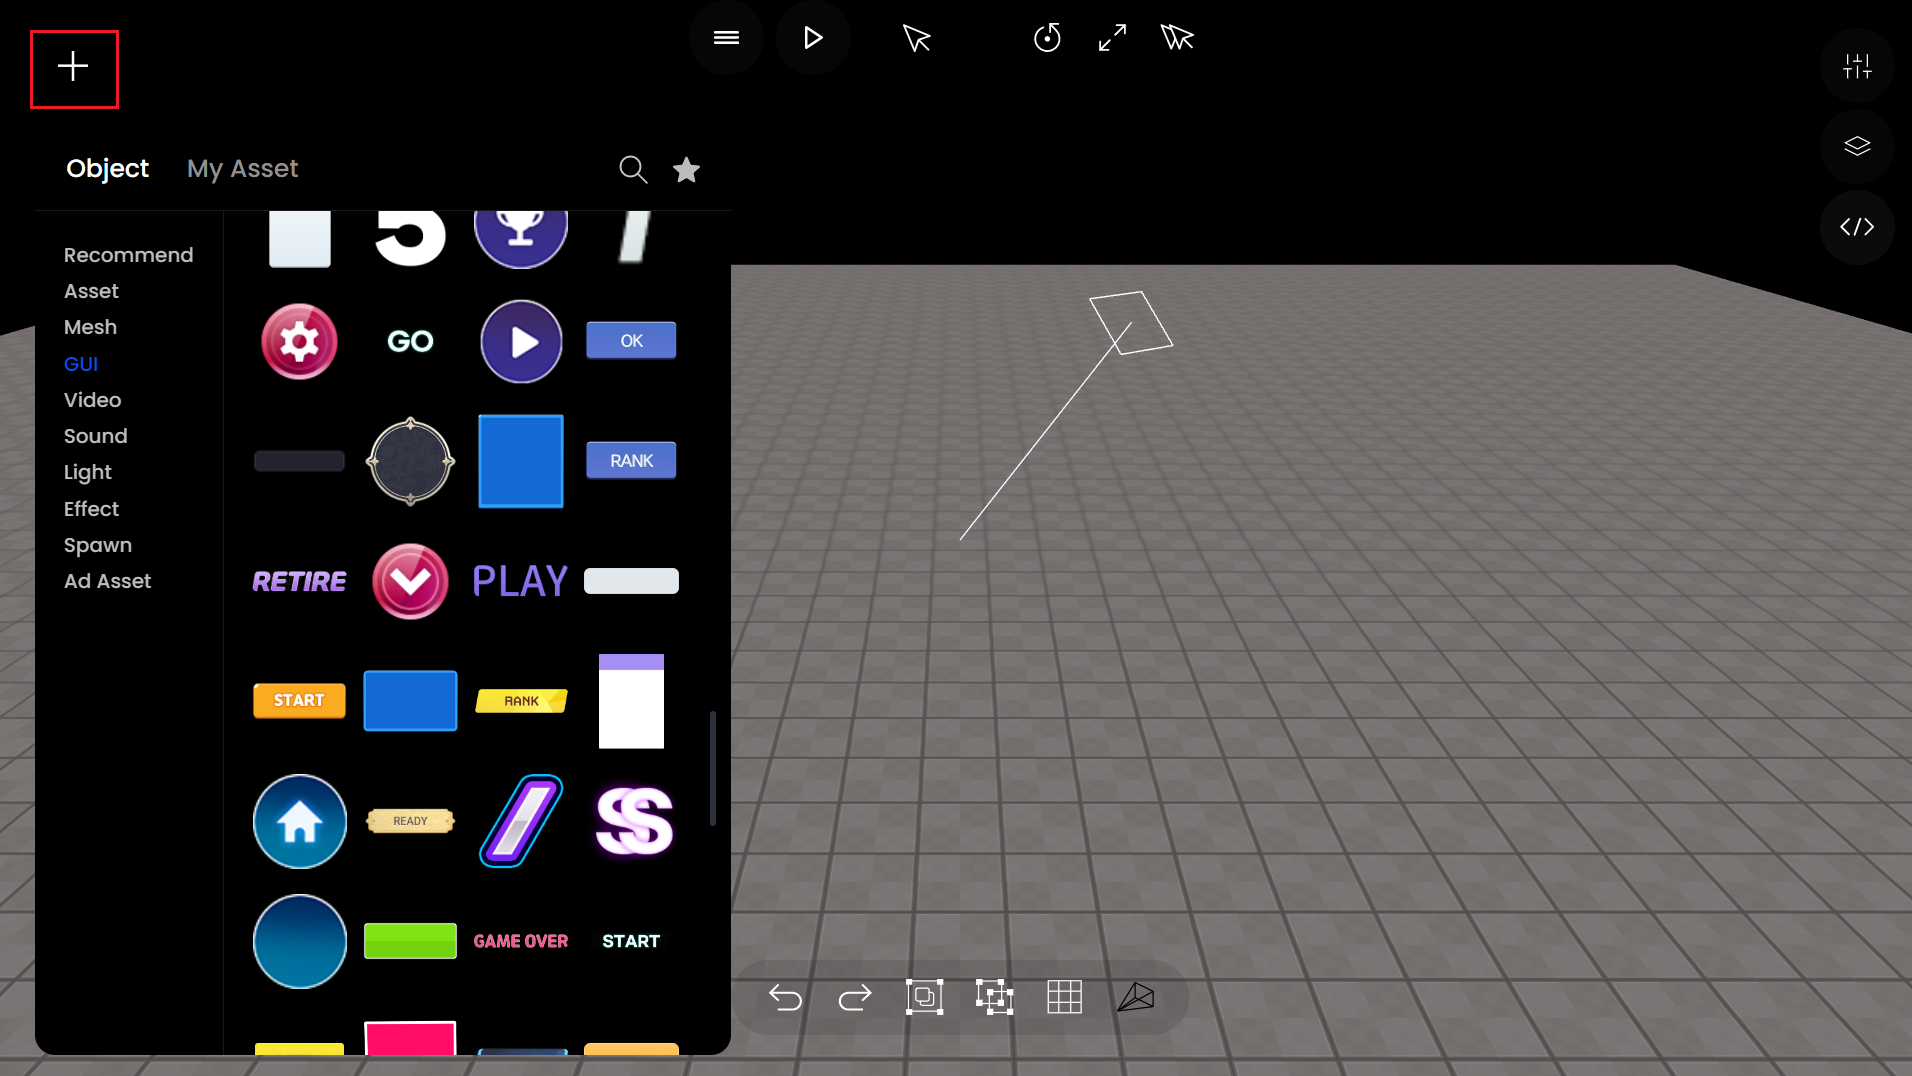 Object My Asset
Recommend
Asset
Mesh
GUI
Video
Sound
Light
Effect
Spawn
Ad Asset
5
GO
OK
RANK
RETIRE
PLAY
START
RANK
READY
GAME OVER
START